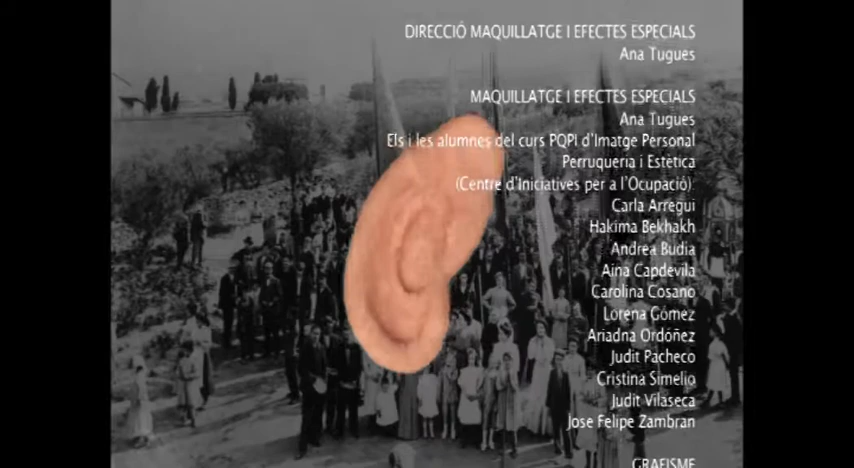 DIRECCIÓ MAQUILLATGE I EFECTES ESPECIALS
Ana Tugues
MAQUILLATGE I EFECTES ESPECIALS
Ana Tugues
Els i les alumnes del curs PQPI d'Imatge Personal
Perruqueria i Estètica
(Centre d'Iniciatives per a l'Ocupació):
Carla Arregui
Hakima Bekhakh
Andrea Budia
Aina Capdevila
Carolina Cosano
Lorena Gómez
Ariadna Ordóñez
Judit Pacheco
Cristina Simelio
Judit Vilaseca
Jose Felipe Zambran
GRAFISME